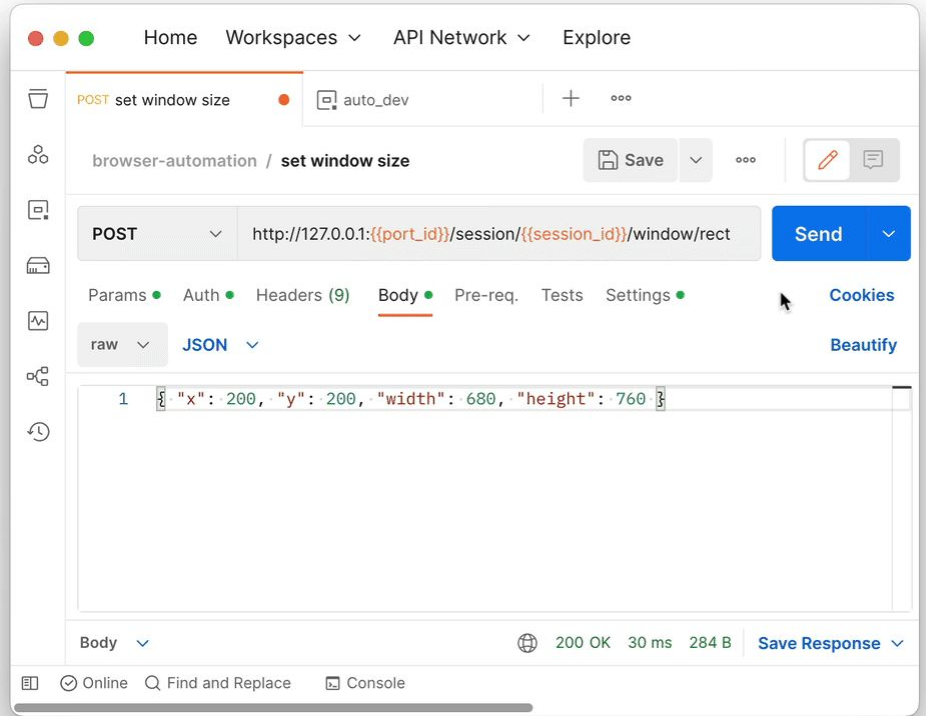 Home Workspaces API Network Explore
POST set window size auto_dev
browser-automation / set window size Save
POST http://127.0.0.1:{{port_id}}/session/{{session_id}}/window/rect Send
Params Auth Headers (9) Body Pre-req. Tests Settings Cookies
raw JSON Beautify
1 { "x": 200, "y": 200, "width": 680, "height": 760 }
Body 200 OK 30 ms 284 B Save Response
Online Find and Replace Console